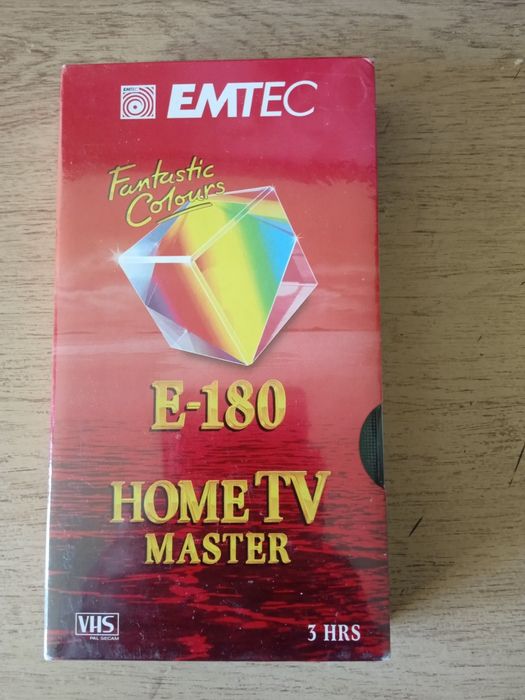 EMTEC EMTEC
Fantastic
Colours
E-180
HOME TV
MASTER
VHS
PAL SECAM
3 HRS